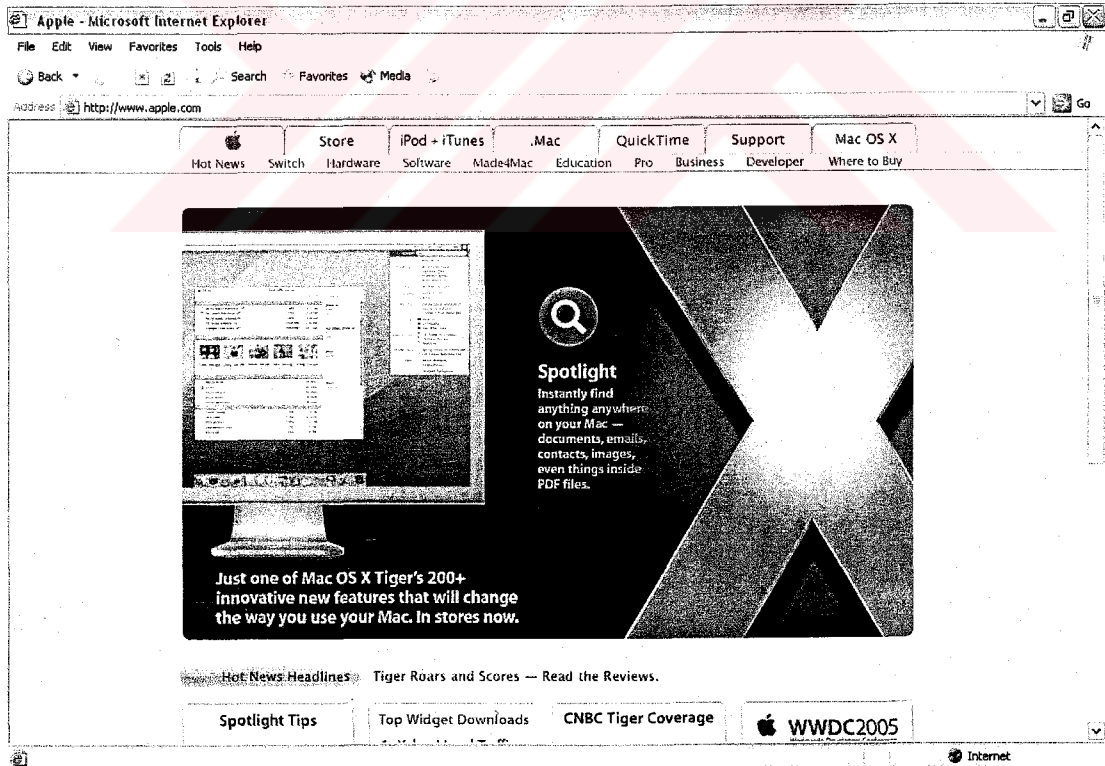 Apple - Microsoft Internet Explorer
File Edit View Favorites Tools Help
Back Search Favorites Media
Address http://www.apple.com Go
Store iPod + iTunes .Mac QuickTime Support Mac OS X
Hot News Switch Hardware Software Made4Mac Education Pro Business Developer Where to Buy
Spotlight
Instantly find
anything anywhere
on your Mac —
documents, emails,
contacts, images,
even things inside
PDF files.
Just one of Mac OS X Tiger's 200+
innovative new features that will change
the way you use your Mac. In stores now.
Hot News Headlines Tiger Roars and Scores — Read the Reviews.
Spotlight Tips Top Widget Downloads CNBC Tiger Coverage WWDC2005
Internet